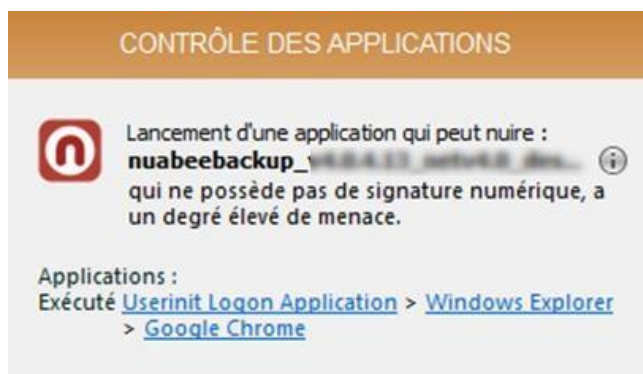 CONTRÔLE DES APPLICATIONS
Lancement d'une application qui peut nuire :
nuabeebackup_
qui ne possède pas de signature numérique, a
un degré élevé de menace.
Applications :
Exécuté Userinit Logon Application > Windows Explorer
> Google Chrome